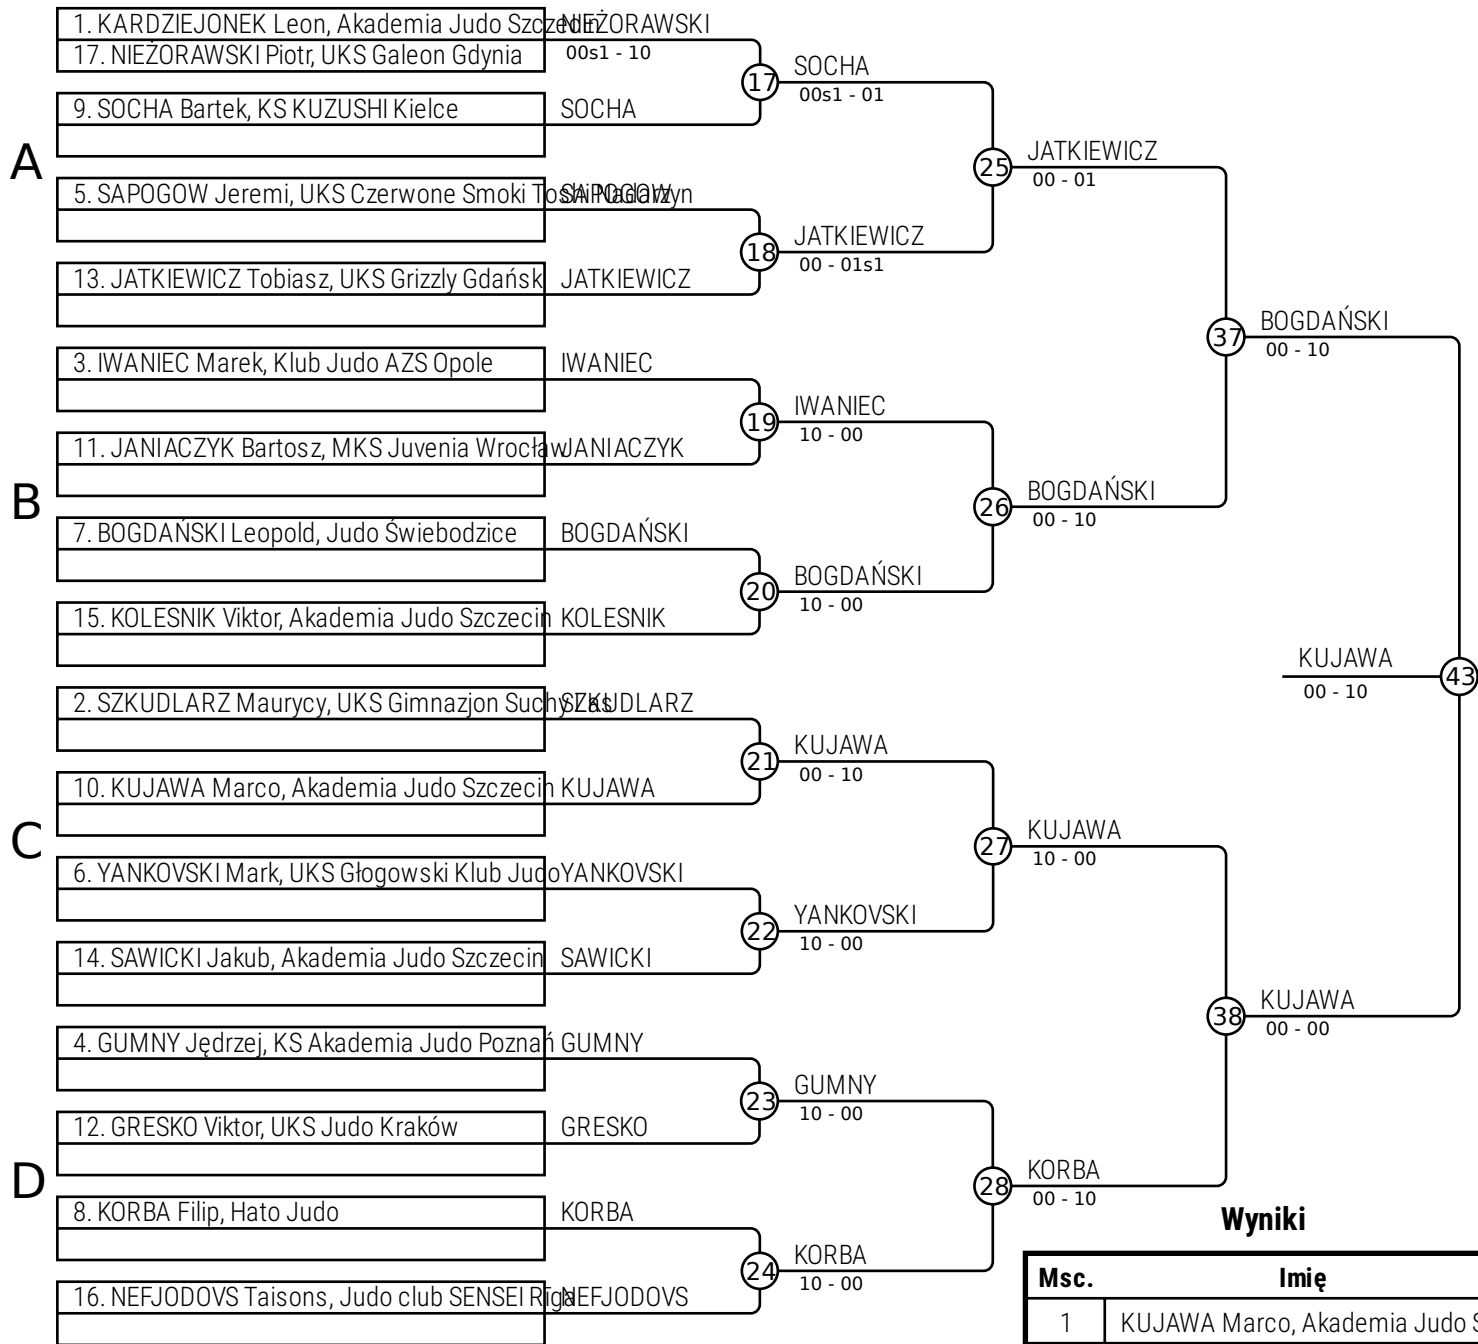 1. KARDZIEJONEK Leon, Akademia Judo Szczecin
NIEŻORAWSKI
17. NIEŻORAWSKI Piotr, UKS Galeon Gdynia
00s1 - 10
17
SOCHA
00s1 - 01
9. SOCHA Bartek, KS KUZUSHI Kielce
SOCHA
A
25
JATKIEWICZ
00 - 01
5. SAPOGOW Jeremi, UKS Czerwone Smoki Toshi Nadarzyn
SAPOGOW
18
JATKIEWICZ
00 - 01s1
13. JATKIEWICZ Tobiasz, UKS Grizzly Gdańsk
JATKIEWICZ
37
BOGDAŃSKI
00 - 10
3. IWANIEC Marek, Klub Judo AZS Opole
IWANIEC
19
IWANIEC
10 - 00
11. JANIACZYK Bartosz, MKS Juvenia Wrocław
JANIACZYK
B
26
BOGDAŃSKI
00 - 10
7. BOGDAŃSKI Leopold, Judo Świebodzice
BOGDAŃSKI
20
BOGDAŃSKI
10 - 00
15. KOLESNIK Viktor, Akademia Judo Szczecin
KOLESNIK
KUJAWA
43
00 - 10
2. SZKUDLARZ Maurycy, UKS Gimnazjon Suchy Las
SZKUDLARZ
21
KUJAWA
00 - 10
10. KUJAWA Marco, Akademia Judo Szczecin
KUJAWA
C
27
KUJAWA
10 - 00
6. YANKOVSKI Mark, UKS Głogowski Klub Judo
YANKOVSKI
22
YANKOVSKI
10 - 00
14. SAWICKI Jakub, Akademia Judo Szczecin
SAWICKI
38
KUJAWA
00 - 00
4. GUMNY Jędrzej, KS Akademia Judo Poznań
GUMNY
23
GUMNY
10 - 00
12. GRESKO Viktor, UKS Judo Kraków
GRESKO
D
28
KORBA
00 - 10
8. KORBA Filip, Hato Judo
KORBA
24
KORBA
10 - 00
16. NEFJODOVS Taisons, Judo club SENSEI Rīga
NEFJODOVS
Wyniki
Msc.
Imię
1
KUJAWA Marco, Akademia Judo S